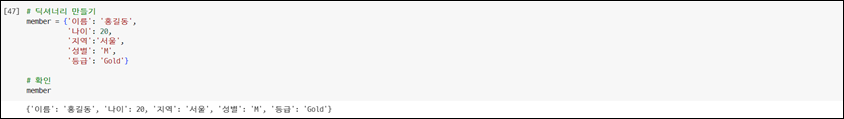 [47] # 딕셔너리 만들기
member = {'이름': '홍길동',
'나이': 20,
'지역':'서울',
'성별': 'M',
'등급': 'Gold'}
# 확인
member
{'이름': '홍길동', '나이': 20, '지역': '서울', '성별': 'M', '등급': 'Gold'}